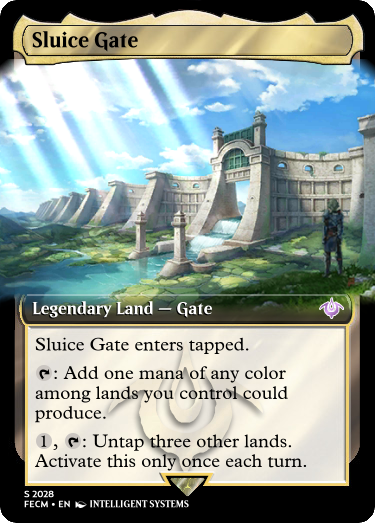 Sluice Gate
Legendary Land — Gate
Sluice Gate enters tapped.
: Add one mana of any color
among lands you control could
produce.
1, : Untap three other lands.
Activate this only once each turn.
S 2028
FECM • EN INTELLIGENT SYSTEMS